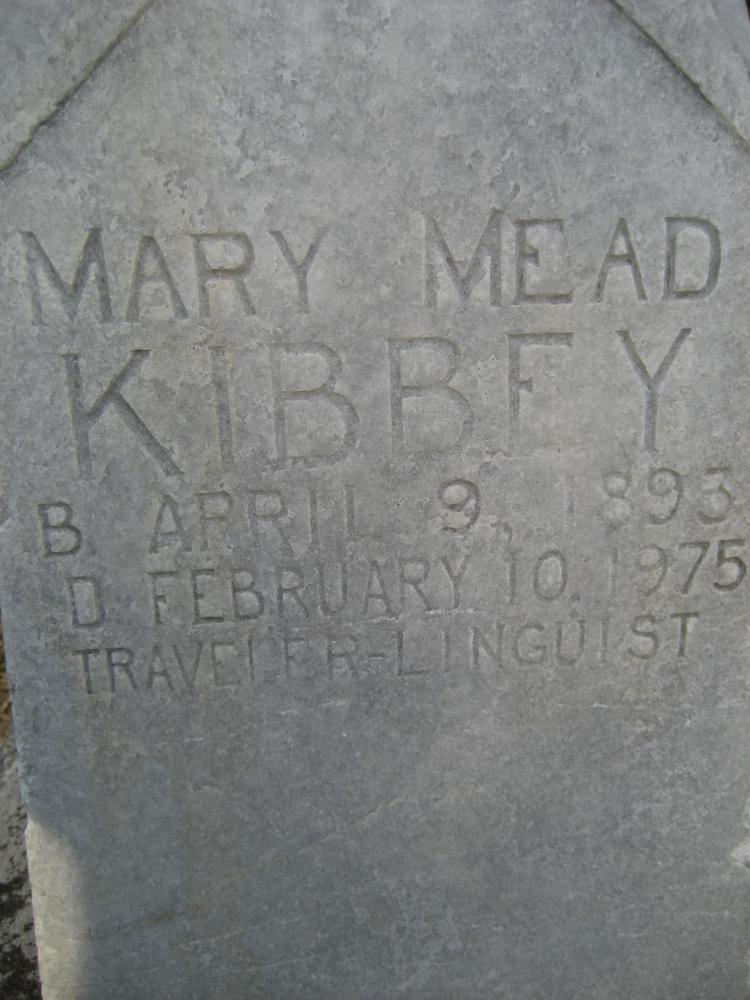 MARY MEAD
KIBBEY
B. APRIL 9, 1893
D. FEBRUARY 10, 1975
TRAVELER-LINGUIST